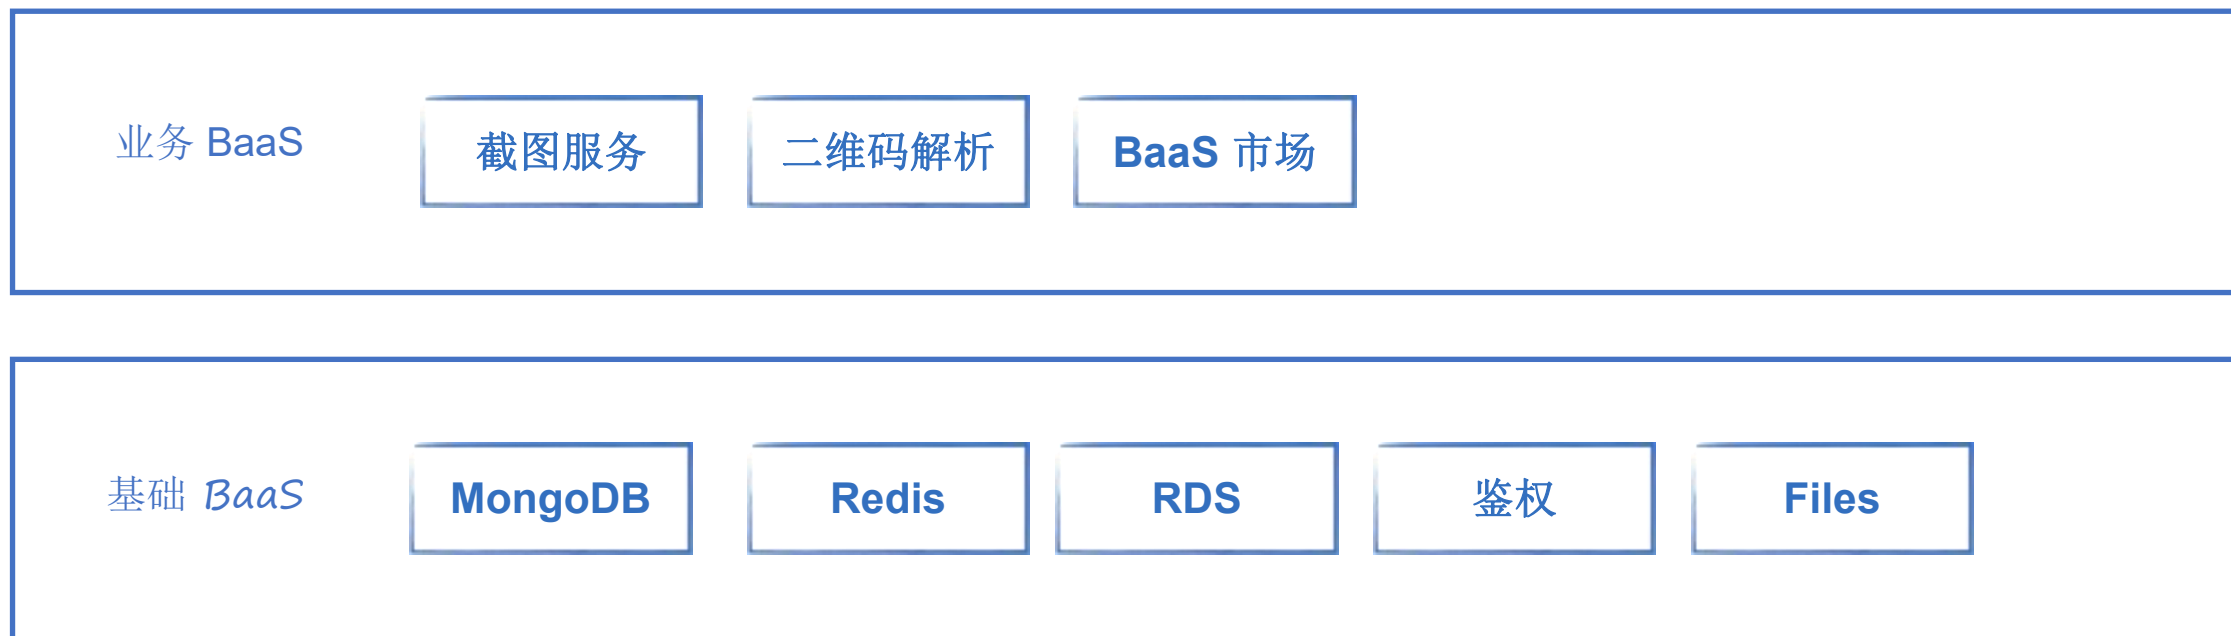 业务 BaaS
截图服务
二维码解析
BaaS 市场
基础 BaaS
MongoDB
Redis
RDS
鉴权
Files